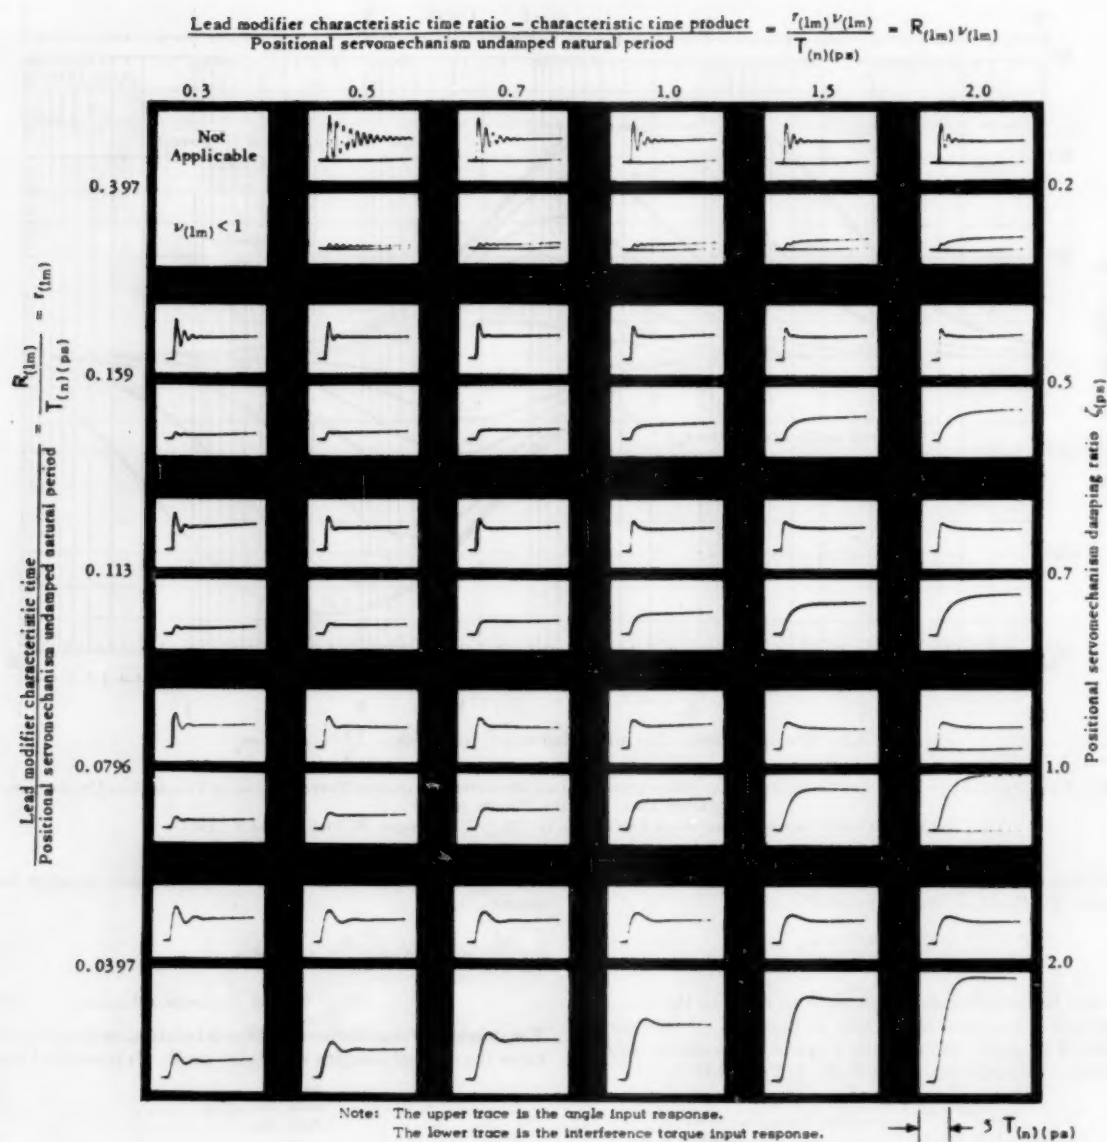 Lead modifier characteristic time ratio – characteristic time product
Positional servomechanism undamped natural period
= r(lm) ν(lm) / T(n)(ps) = R(lm) ν(lm)
0.3 0.5 0.7 1.0 1.5 2.0
Not
Applicable
ν(lm) < 1
0.397
0.159
0.113
0.0796
0.0397
0.2
0.5
0.7
1.0
2.0
Lead modifier characteristic time
Positional servomechanism undamped natural period
= R(lm) / T(n)(ps) = r(lm)
Positional servomechanism damping ratio ζ(ps)
Note: The upper trace is the angle input response.
The lower trace is the interference torque input response.
5 T(n)(ps)